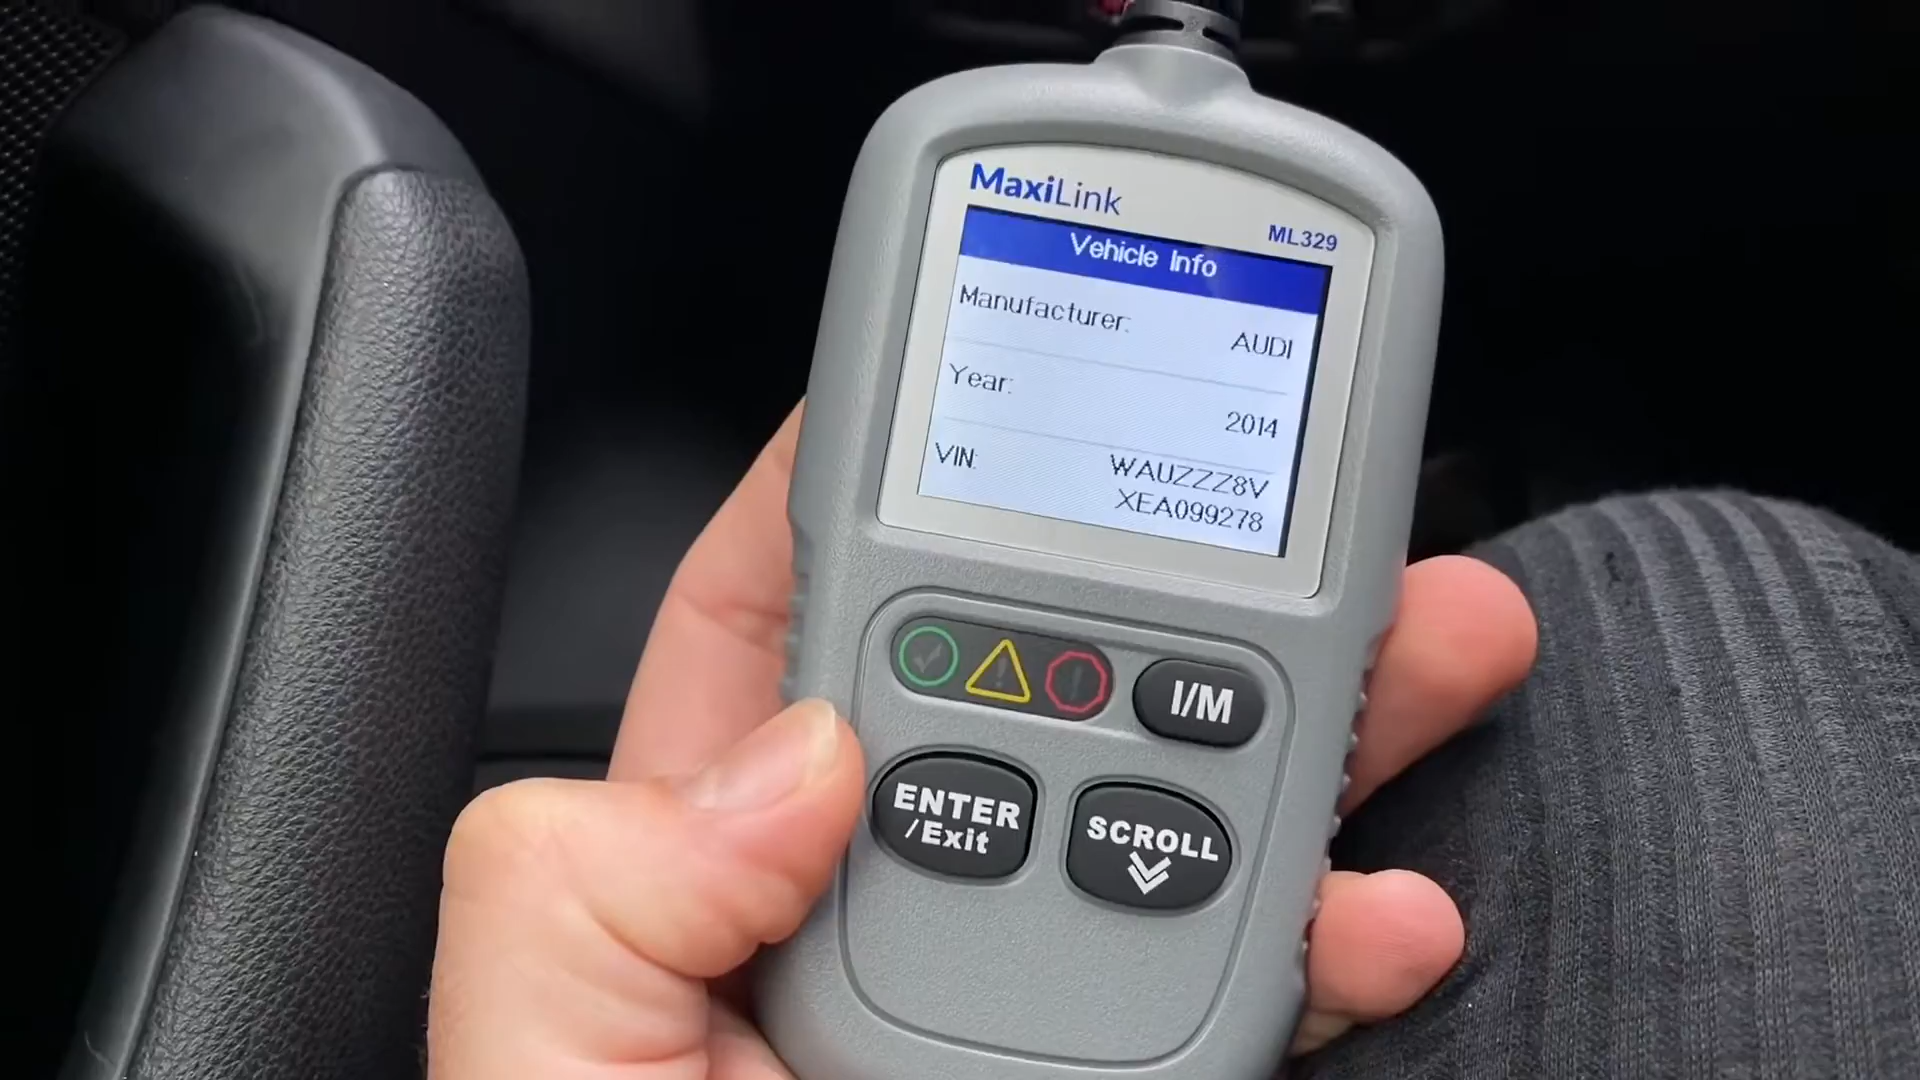 MaxiLink
ML329
Vehicle Info
Manufacturer:
AUDI
Year:
2014
VIN:
WAUZZZ8V
XEA099278
I/M
ENTER
/Exit
SCROLL